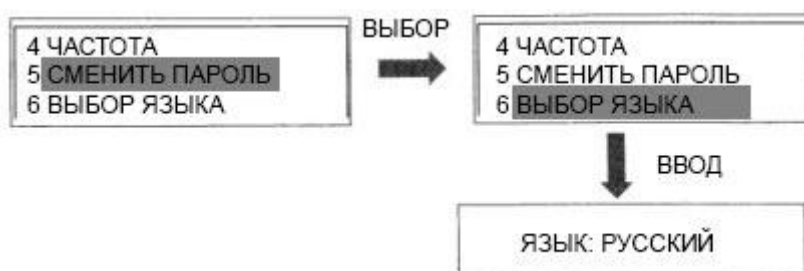 4 ЧАСТОТА
5 СМЕНИТЬ ПАРОЛЬ
6 ВЫБОР ЯЗЫКА
ВЫБОР
4 ЧАСТОТА
5 СМЕНИТЬ ПАРОЛЬ
6 ВЫБОР ЯЗЫКА
ВВОД
ЯЗЫК: РУССКИЙ